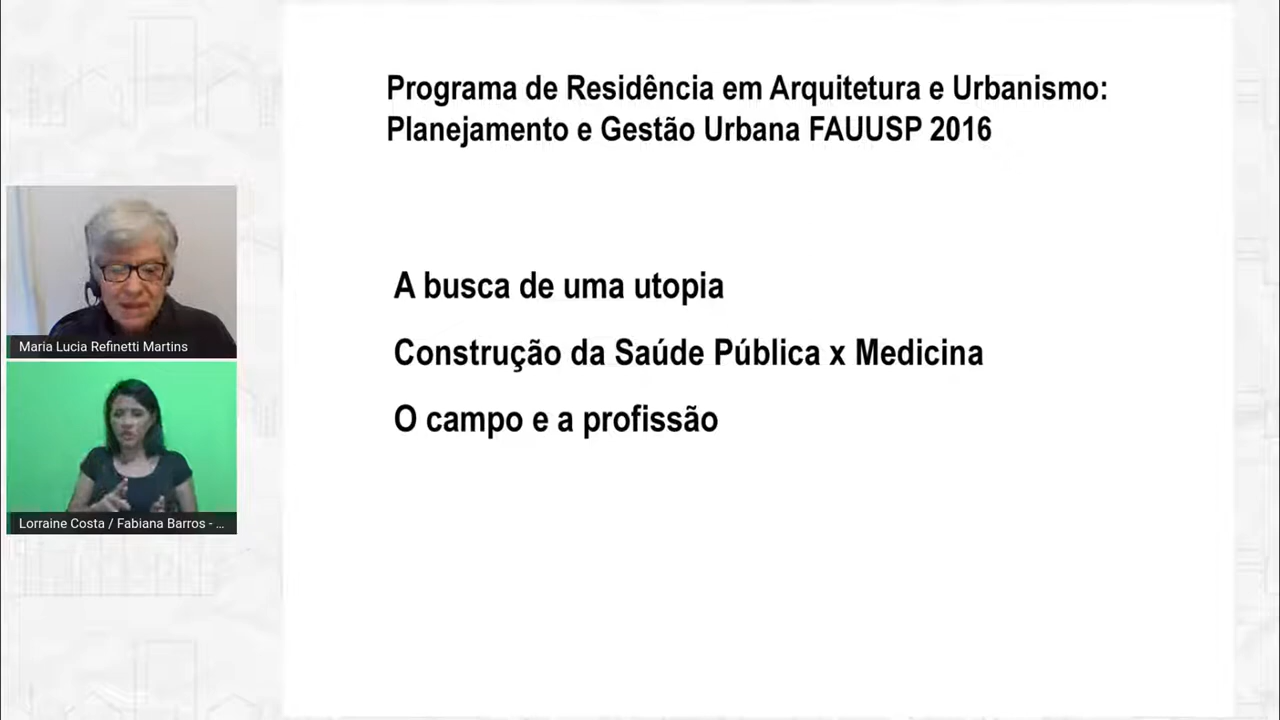 Programa de Residência em Arquitetura e Urbanismo:
Planejamento e Gestão Urbana FAUUSP 2016
A busca de uma utopia
Construção da Saúde Pública x Medicina
O campo e a profissão
Maria Lucia Refinetti Martins
Lorraine Costa / Fabiana Barros - ...